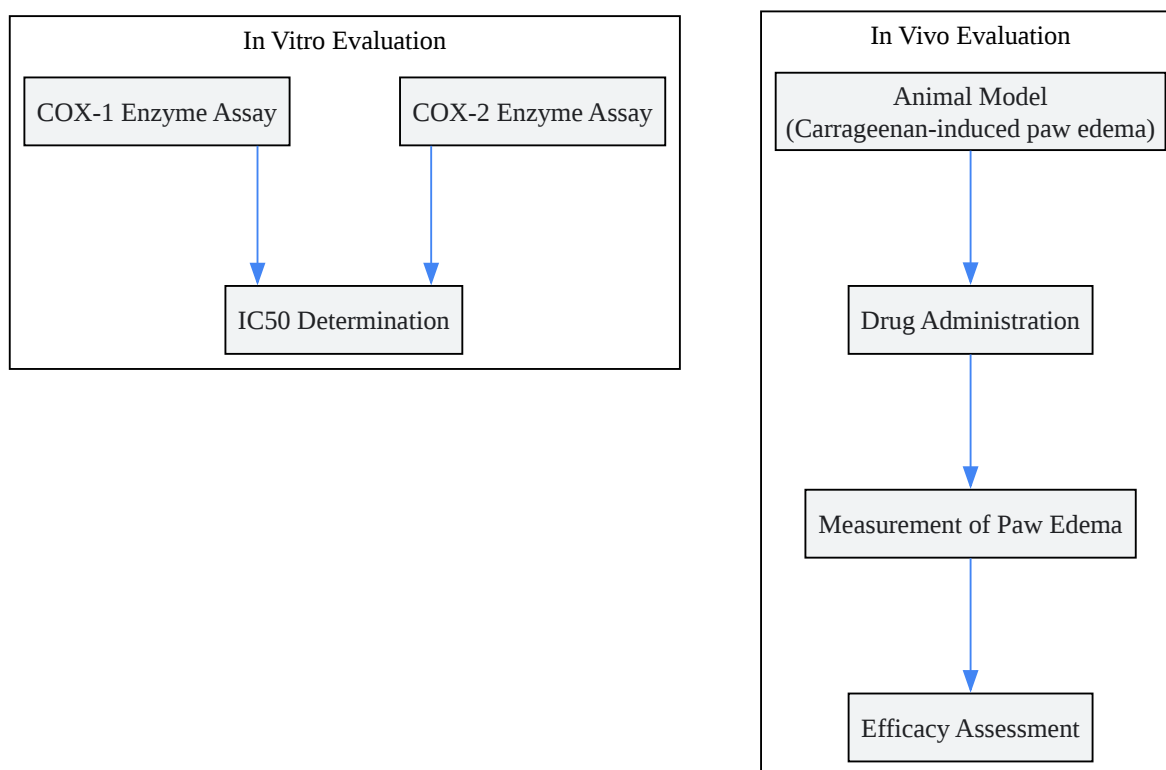 In Vitro Evaluation
COX-1 Enzyme Assay
COX-2 Enzyme Assay
IC50 Determination
In Vivo Evaluation
Animal Model
(Carrageenan-induced paw edema)
Drug Administration
Measurement of Paw Edema
Efficacy Assessment